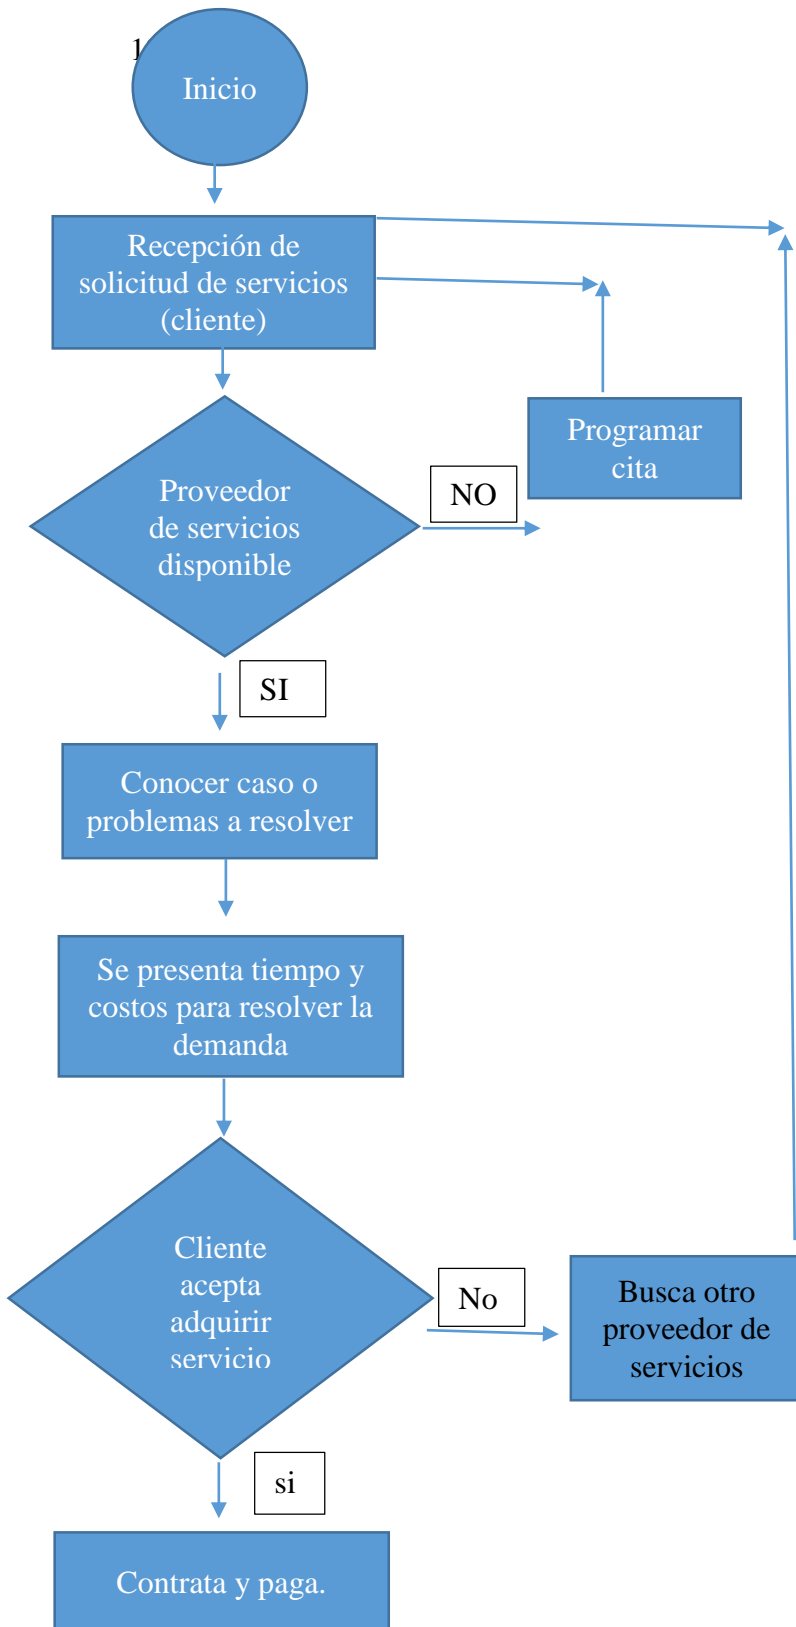 1
Inicio
Recepción de
solicitud de servicios
(cliente)
Programar
cita
Proveedor
de servicios
disponible
NO
SI
Conocer caso o
problemas a resolver
Se presenta tiempo y
costos para resolver la
demanda
Cliente
acepta
adquirir
servicio
No
Busca otro
proveedor de
servicios
si
Contrata y paga.